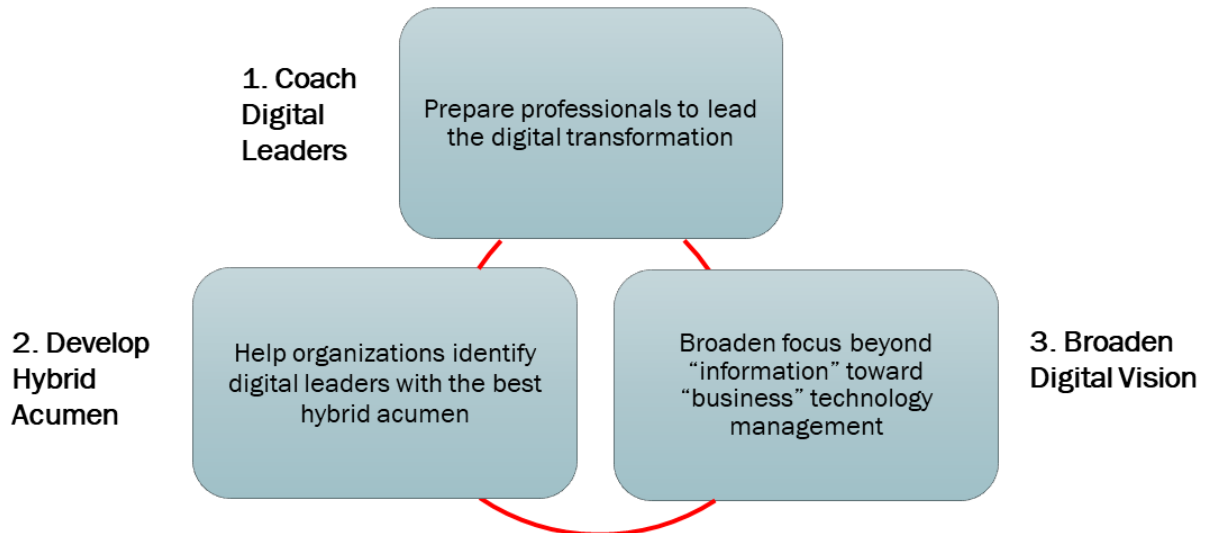 1. Coach
Digital
Leaders
Prepare professionals to lead
the digital transformation
2. Develop
Hybrid
Acumen
Help organizations identify
digital leaders with the best
hybrid acumen
Broaden focus beyond
“information” toward
“business” technology
management
3. Broaden
Digital Vision